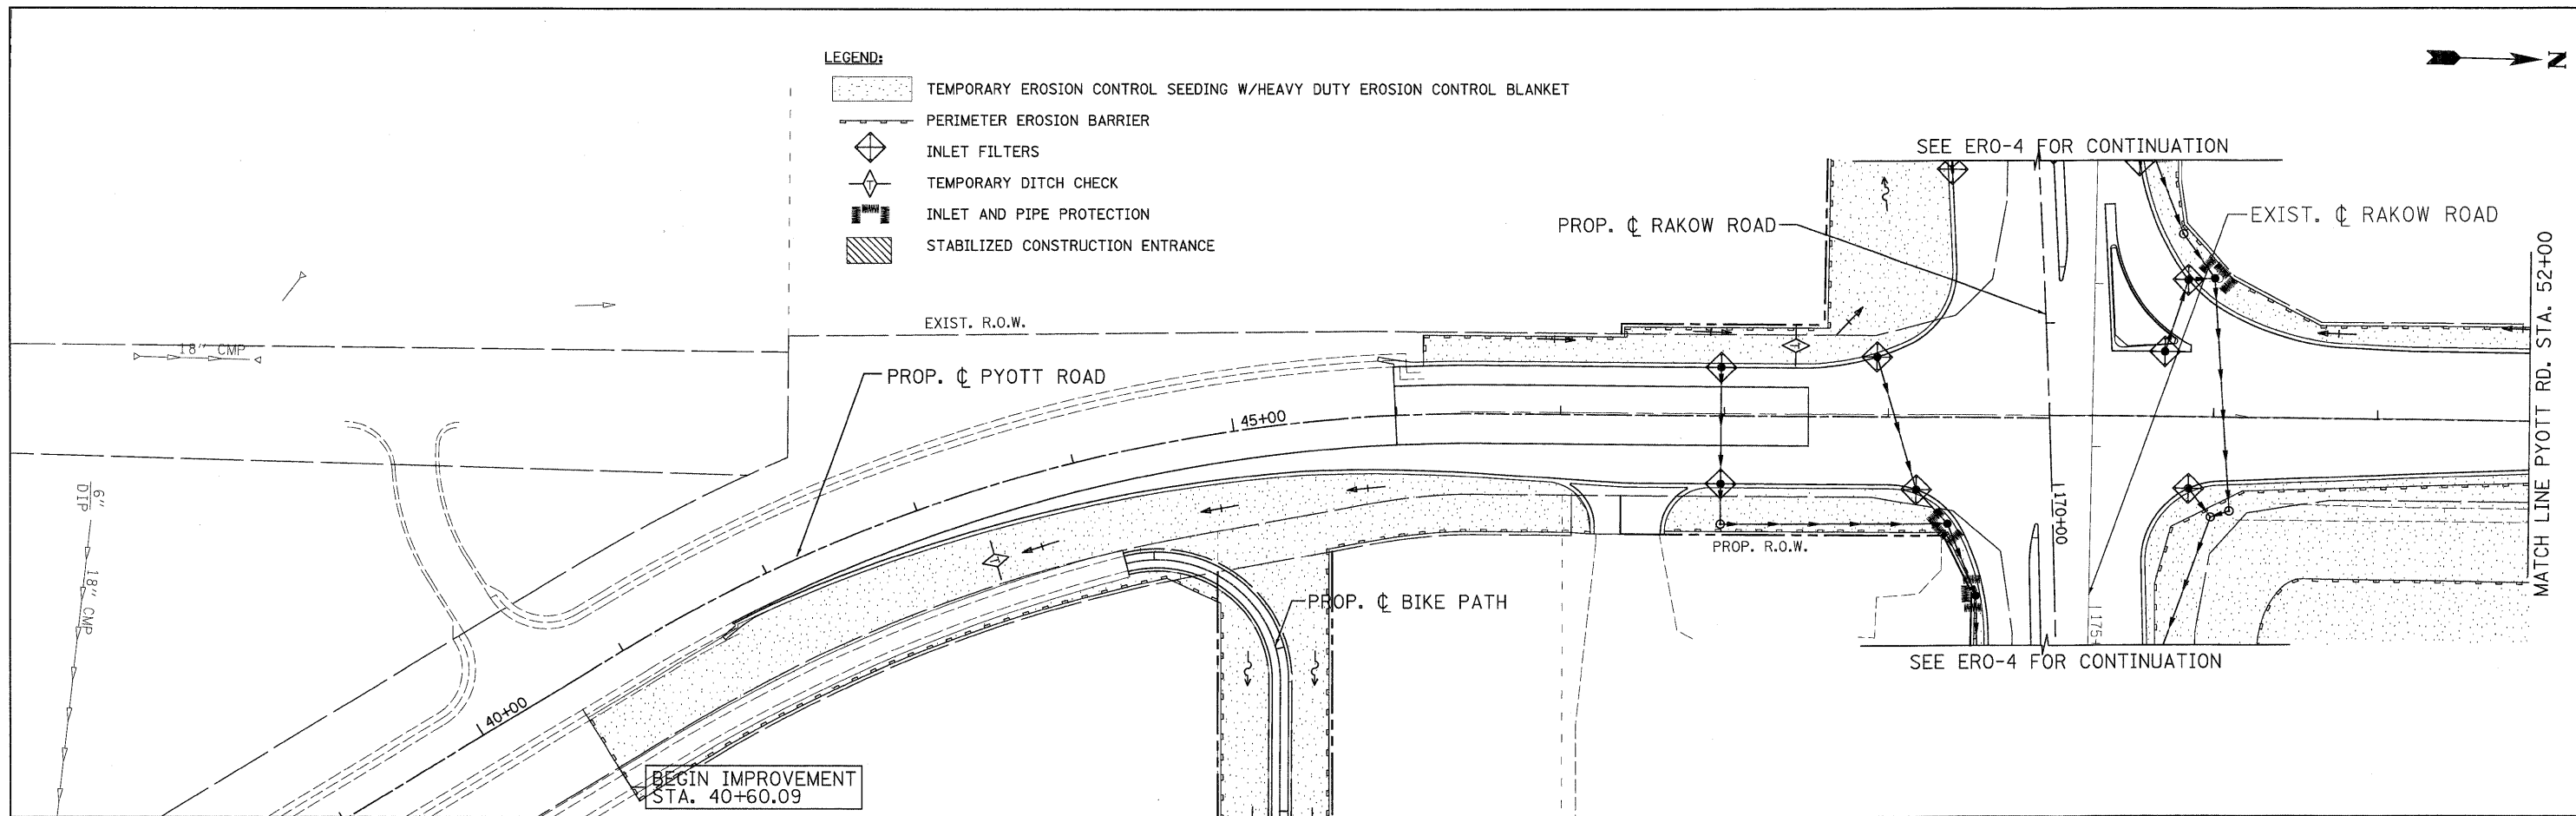 LEGEND:
TEMPORARY EROSION CONTROL SEEDING W/HEAVY DUTY EROSION CONTROL BLANKET
PERIMETER EROSION BARRIER
INLET FILTERS
T
TEMPORARY DITCH CHECK
INLET AND PIPE PROTECTION
STABILIZED CONSTRUCTION ENTRANCE
N
SEE ERO-4 FOR CONTINUATION
PROP. ℄ RAKOW ROAD
EXIST. ℄ RAKOW ROAD
MATCH LINE PYOTT RD. STA. 52+00
EXIST. R.O.W.
18" CMP
T
PROP. ℄ PYOTT ROAD
45+00
6"
DIP
18" CMP
170+00
PROP. R.O.W.
T
PROP. ℄ BIKE PATH
175+
SEE ERO-4 FOR CONTINUATION
40+00
BEGIN IMPROVEMENT
STA. 40+60.09